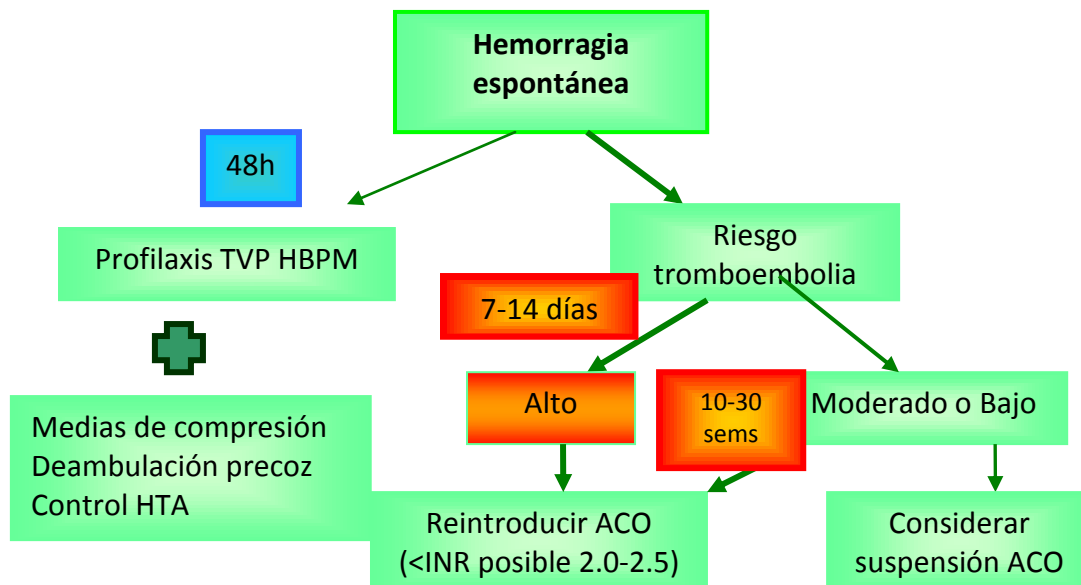 Hemorragia
espontánea
48h
Profilaxis TVP HBPM
Riesgo
tromboembolia
7-14 días
Alto
10-30
sems
Moderado o Bajo
Medias de compresión
Deambulación precoz
Control HTA
Reintroducir ACO
(<INR posible 2.0-2.5)
Considerar
suspensión ACO